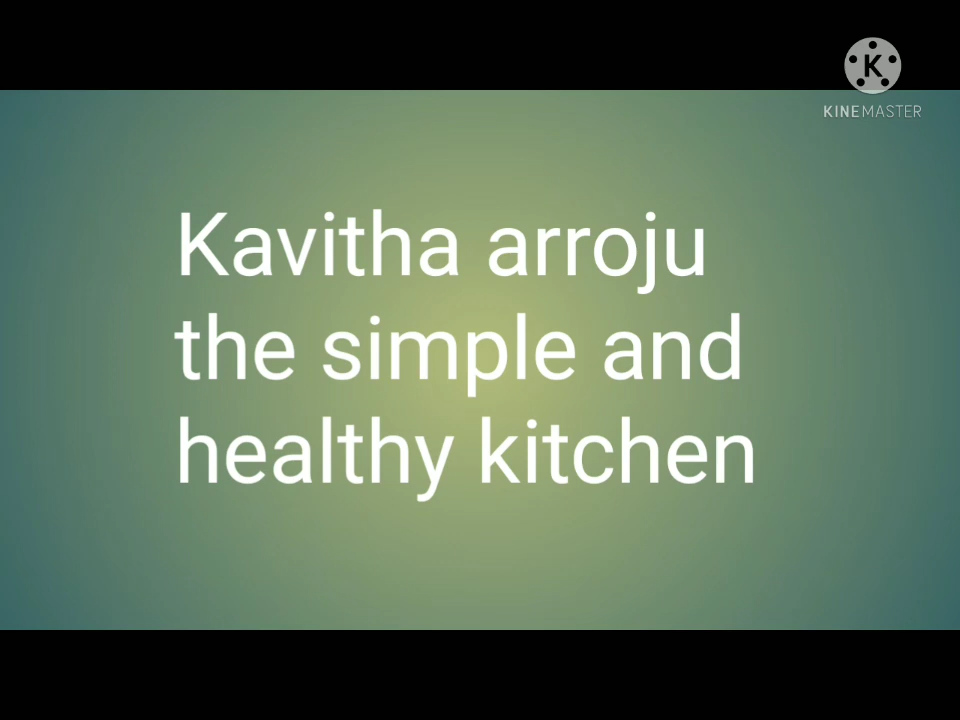 K
KINEMASTER
Kavitha arroju
the simple and
healthy kitchen